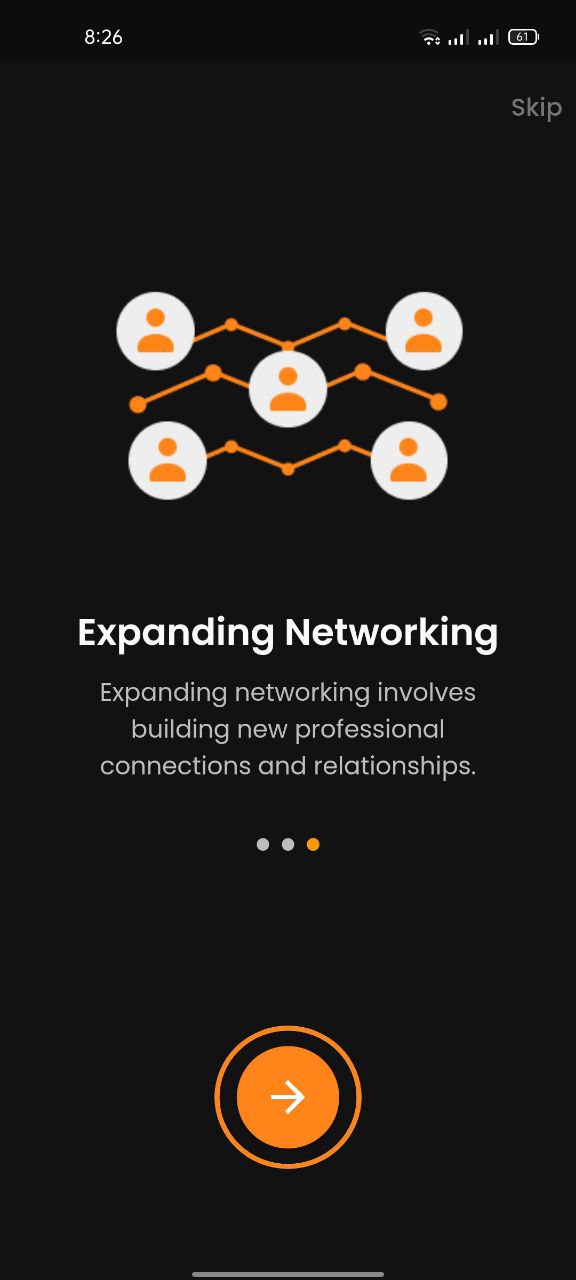 8:26
61
Skip
Expanding Networking
Expanding networking involves
building new professional
connections and relationships.